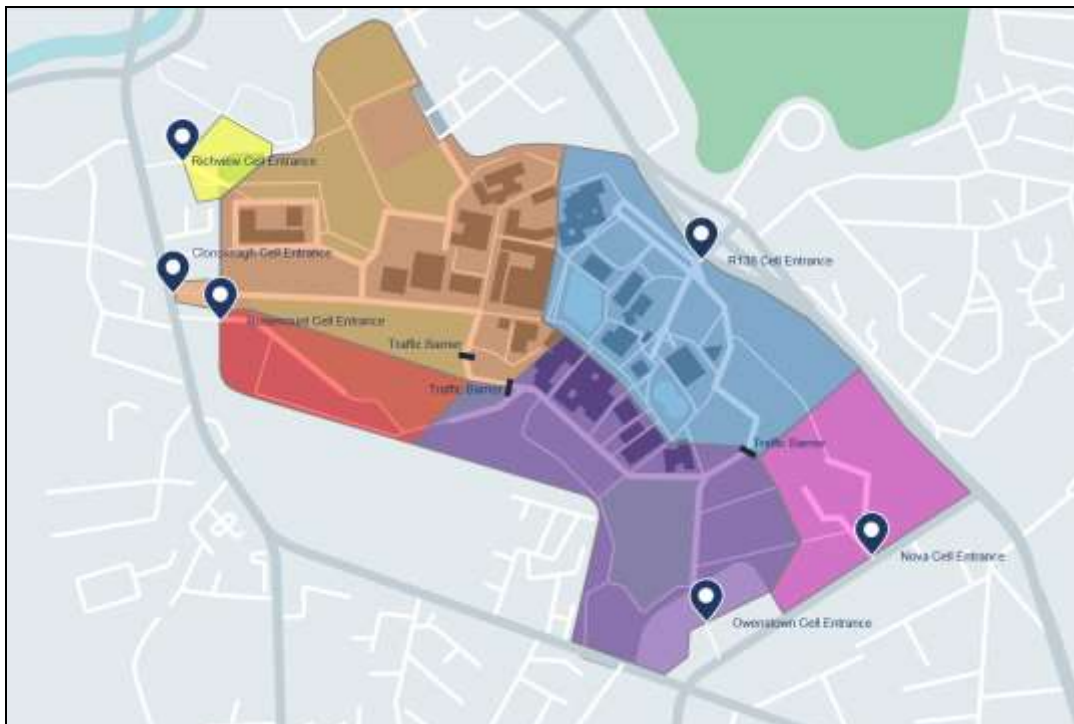 Richview Cell Entrance
Clonskeagh Cell Entrance
R138 Cell Entrance
Rosemount Cell Entrance
Traffic Barrier
Traffic Barrier
Traffic Barrier
Nova Cell Entrance
Owenstown Cell Entrance